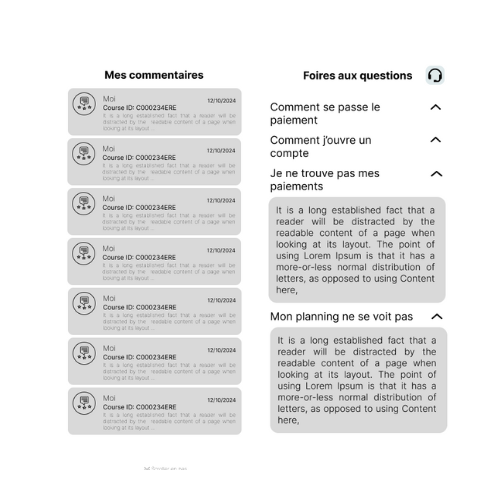 Mes commentaires
Moi 12/10/2024
Course ID: C000234ERE
It is a long established fact that a reader will be
distracted by the readable content of a page when
looking at its layout ...
Moi 12/10/2024
Course ID: C000234ERE
It is a long established fact that a reader will be
distracted by the readable content of a page when
looking at its layout ...
Moi 12/10/2024
Course ID: C000234ERE
It is a long established fact that a reader will be
distracted by the readable content of a page when
looking at its layout ...
Moi 12/10/2024
Course ID: C000234ERE
It is a long established fact that a reader will be
distracted by the readable content of a page when
looking at its layout ...
Moi 12/10/2024
Course ID: C000234ERE
It is a long established fact that a reader will be
distracted by the readable content of a page when
looking at its layout ...
Moi 12/10/2024
Course ID: C000234ERE
It is a long established fact that a reader will be
distracted by the readable content of a page when
looking at its layout ...
Moi 12/10/2024
Course ID: C000234ERE
It is a long established fact that a reader will be
distracted by the readable content of a page when
looking at its layout ...
Foires aux questions
Comment se passe le
paiement
Comment j'ouvre un
compte
Je ne trouve pas mes
paiements
It is a long established fact that a
reader will be distracted by the
readable content of a page when
looking at its layout. The point of
using Lorem Ipsum is that it has a
more-or-less normal distribution of
letters, as opposed to using Content
here,
Mon planning ne se voit pas
It is a long established fact that a
reader will be distracted by the
readable content of a page when
looking at its layout. The point of
using Lorem Ipsum is that it has a
more-or-less normal distribution of
letters, as opposed to using Content
here,